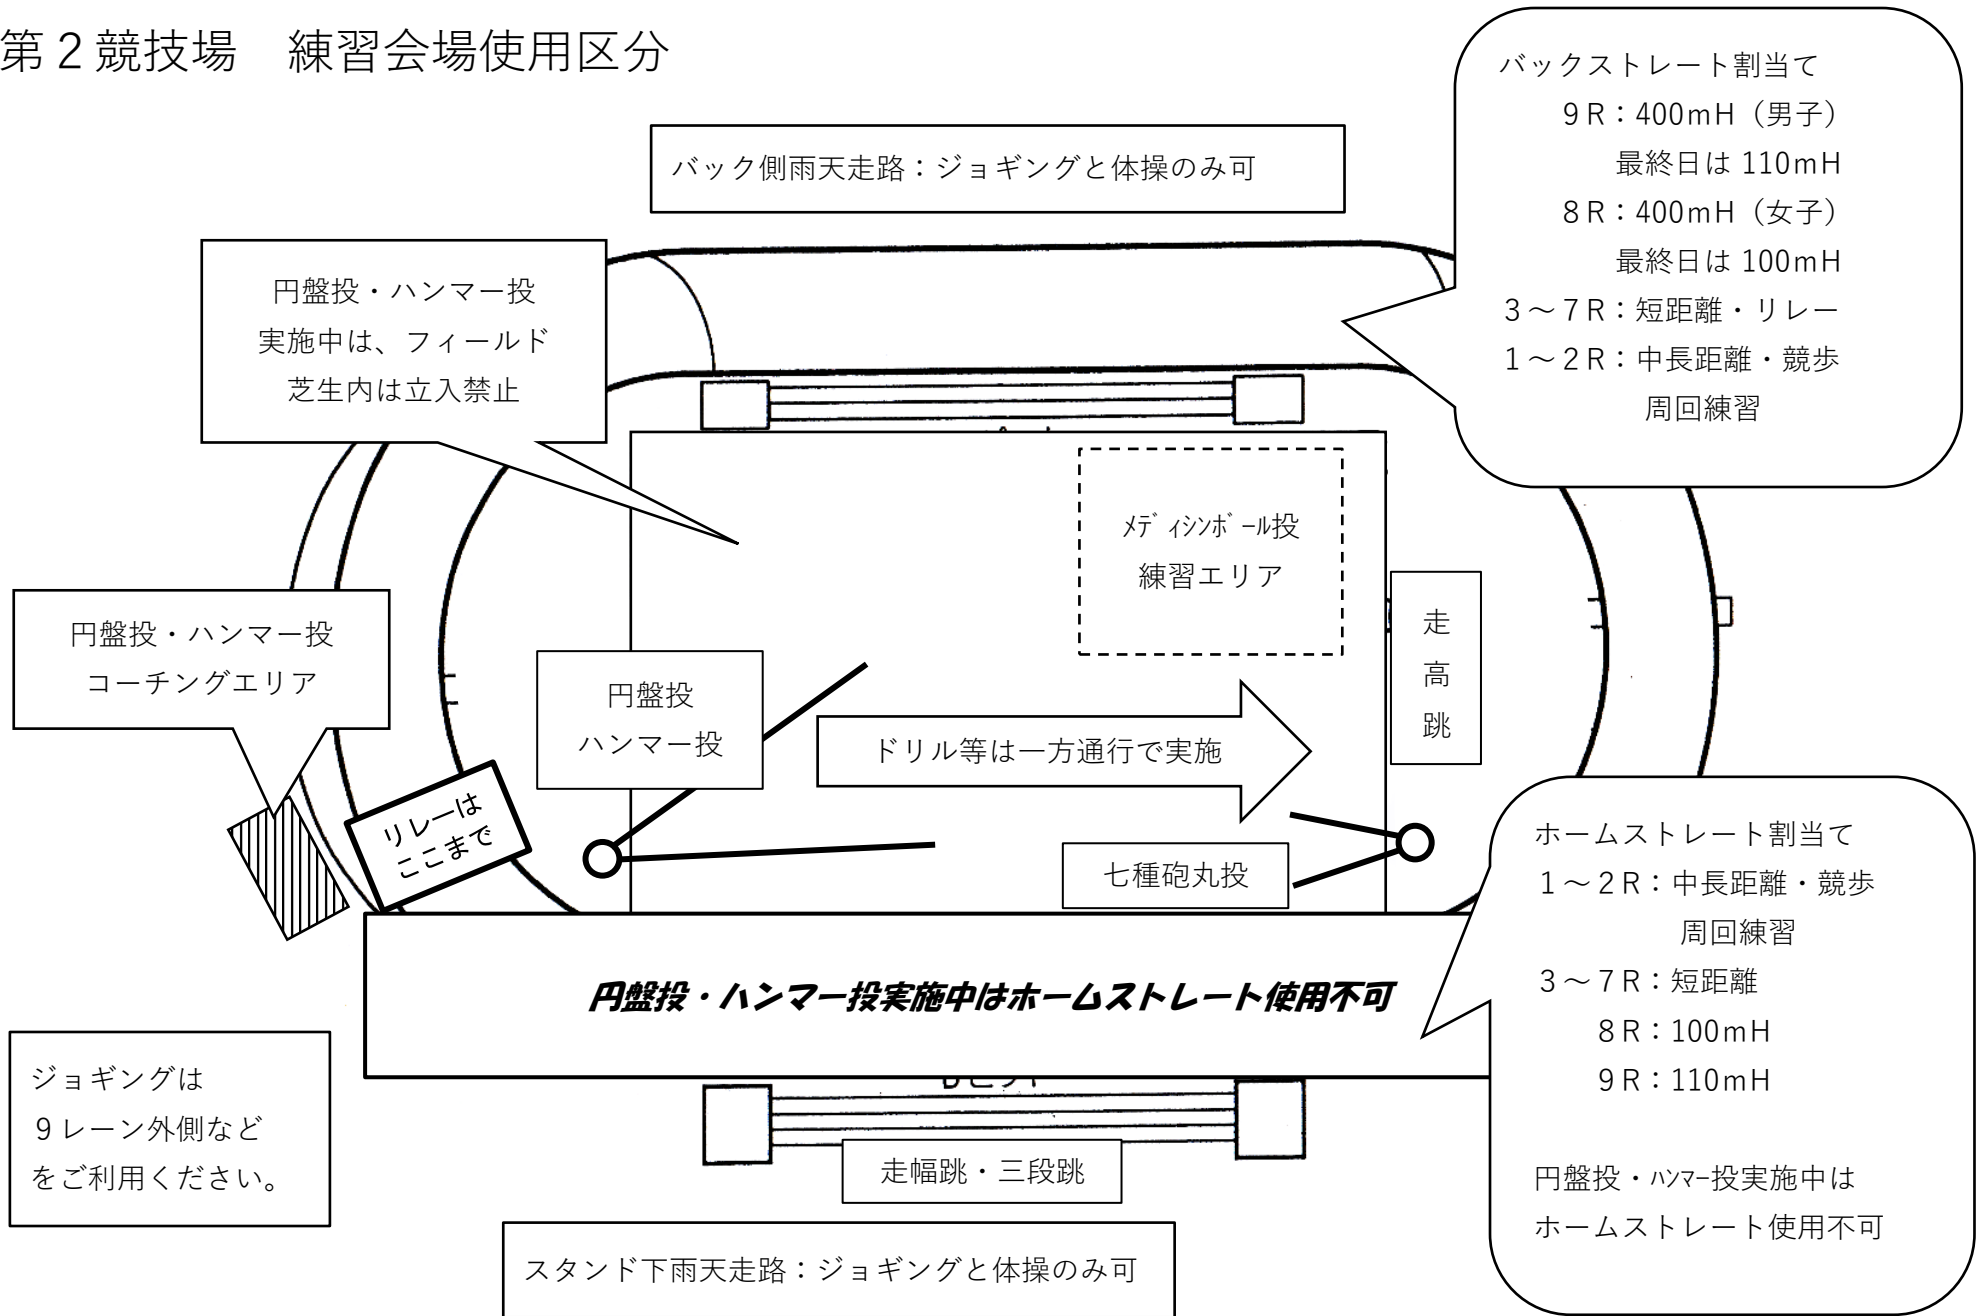 第２競技場　練習会場使用区分
バックストレート割当て
９Ｒ：400ｍＨ（男子）
最終日は 110ｍＨ
８Ｒ：400ｍＨ（女子）
最終日は 100ｍＨ
３～７Ｒ：短距離・リレー
１～２Ｒ：中長距離・競歩
周回練習
バック側雨天走路：ジョギングと体操のみ可
円盤投・ハンマー投
実施中は、フィールド
芝生内は立入禁止
ﾒﾃﾞｨｼﾝﾎﾞｰﾙ投
練習エリア
走
高
跳
円盤投・ハンマー投
コーチングエリア
円盤投
ハンマー投
ドリル等は一方通行で実施
リレーは
ここまで
七種砲丸投
円盤投・ハンマー投実施中はホームストレート使用不可
ホームストレート割当て
１～２Ｒ：中長距離・競歩
周回練習
３～７Ｒ：短距離
８Ｒ：100ｍＨ
９Ｒ：110ｍＨ
円盤投・ﾊﾝﾏｰ投実施中は
ホームストレート使用不可
ジョギングは
９レーン外側など
をご利用ください。
走幅跳・三段跳
スタンド下雨天走路：ジョギングと体操のみ可